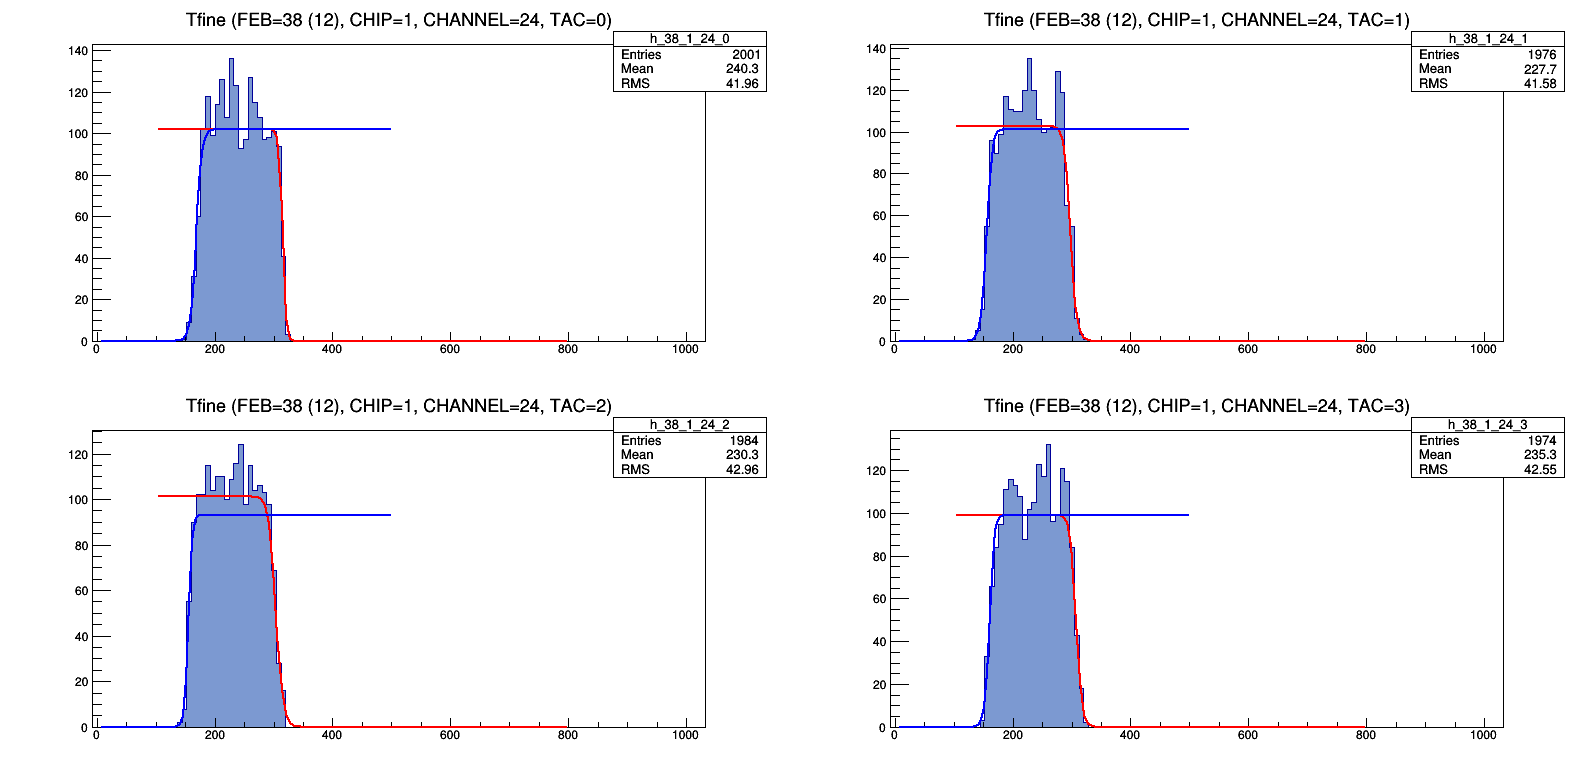 Tfine (FEB=38 (12), CHIP=1, CHANNEL=24, TAC=0)
h_38_1_24_0
Entries 2001
Mean 240.3
RMS 41.96
140
120
100
80
60
40
20
0
0 200 400 600 800 1000
Tfine (FEB=38 (12), CHIP=1, CHANNEL=24, TAC=1)
h_38_1_24_1
Entries 1976
Mean 227.7
RMS 41.58
140
120
100
80
60
40
20
0
0 200 400 600 800 1000
Tfine (FEB=38 (12), CHIP=1, CHANNEL=24, TAC=2)
h_38_1_24_2
Entries 1984
Mean 230.3
RMS 42.96
120
100
80
60
40
20
0
0 200 400 600 800 1000
Tfine (FEB=38 (12), CHIP=1, CHANNEL=24, TAC=3)
h_38_1_24_3
Entries 1974
Mean 235.3
RMS 42.55
120
100
80
60
40
20
0
0 200 400 600 800 1000